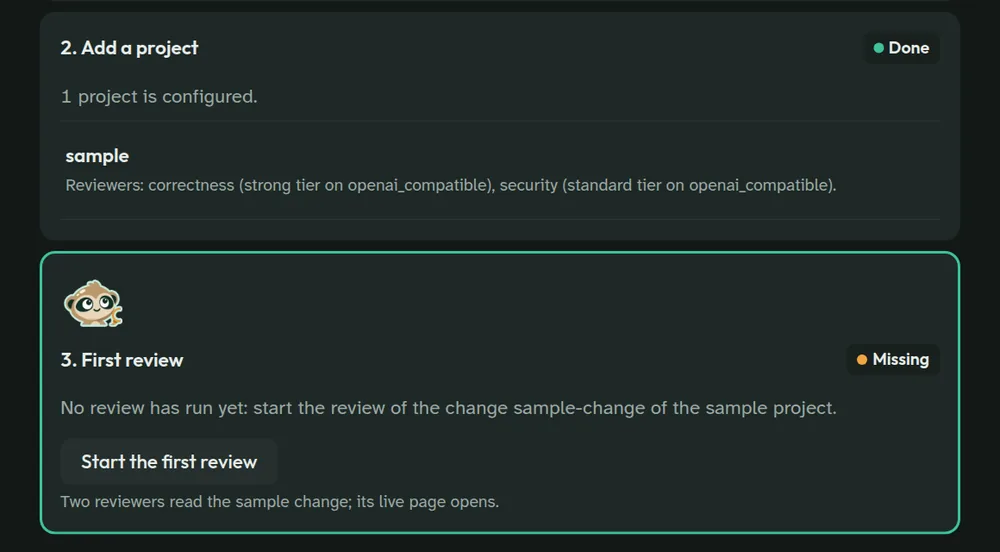 2. Add a project
Done
1 project is configured.
sample
Reviewers: correctness (strong tier on openai_compatible), security (standard tier on openai_compatible).
3. First review
Missing
No review has run yet: start the review of the change sample-change of the sample project.
Start the first review
Two reviewers read the sample change; its live page opens.